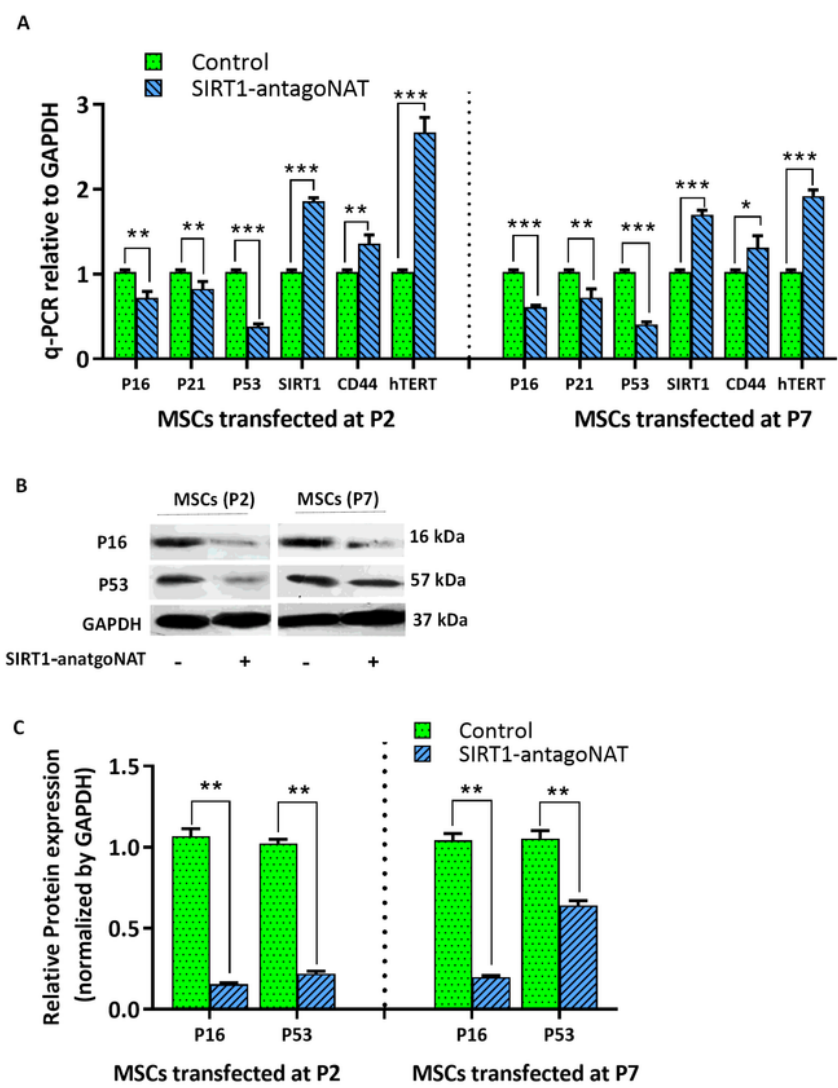 A
Control
SIRT1-antagoNAT
q-PCR relative to GAPDH
3
2
1
0
** ** *** *** ** ***
*** ** *** *** * ***
P16 P21 P53 SIRT1 CD44 hTERT
P16 P21 P53 SIRT1 CD44 hTERT
MSCs transfected at P2
MSCs transfected at P7
B
MSCs (P2) MSCs (P7)
P16 16 kDa
P53 57 kDa
GAPDH 37 kDa
SIRT1-anatgoNAT - + - +
C
Control
SIRT1-antagoNAT
Relative Protein expression
(normalized by GAPDH)
1.5
1.0
0.5
0.0
** ** ** **
P16 P53 P16 P53
MSCs transfected at P2
MSCs transfected at P7